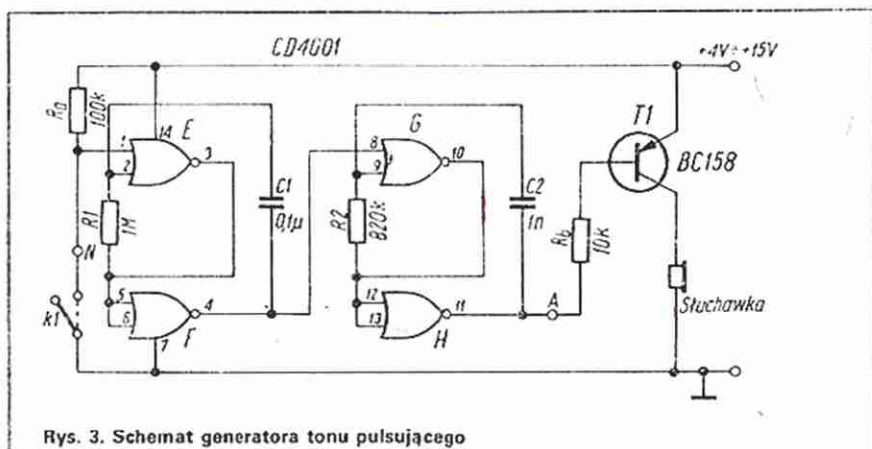 CD4001
+4V÷+15V
Ra
100k
14
E
1
2
3
R1
1M
C1
0,1µ
N
k1
5
6
4
F
7
G
8
9
10
R2
820k
C2
1n
12
13
11
H
A
Rb
10k
T1
BC158
Słuchawka
Rys. 3. Schemat generatora tonu pulsującego